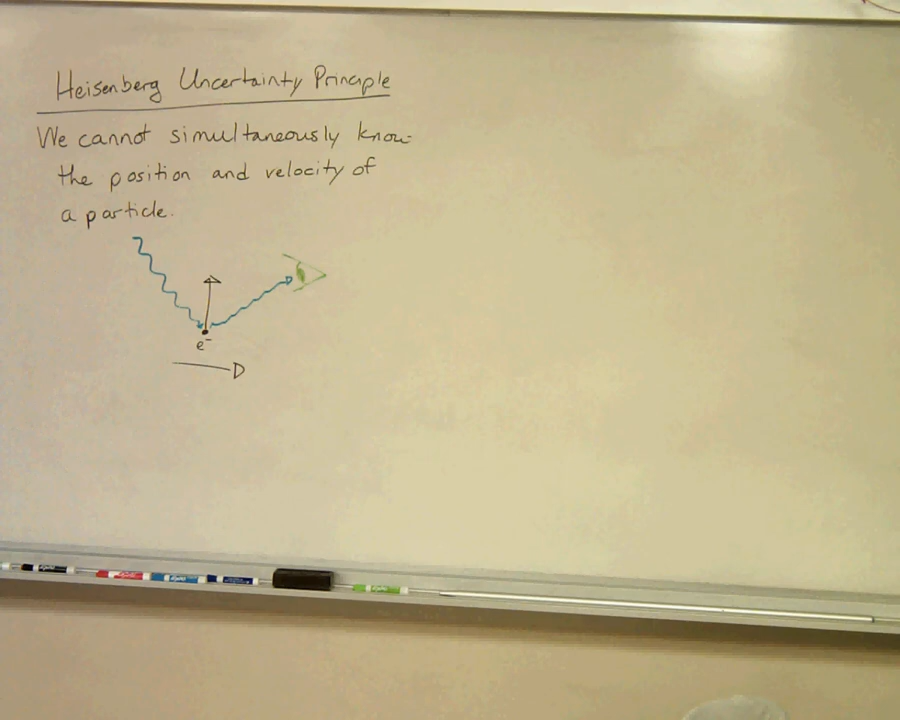 Heisenberg Uncertainty Principle
We cannot simultaneously know
the position and velocity of
a particle.
e⁻